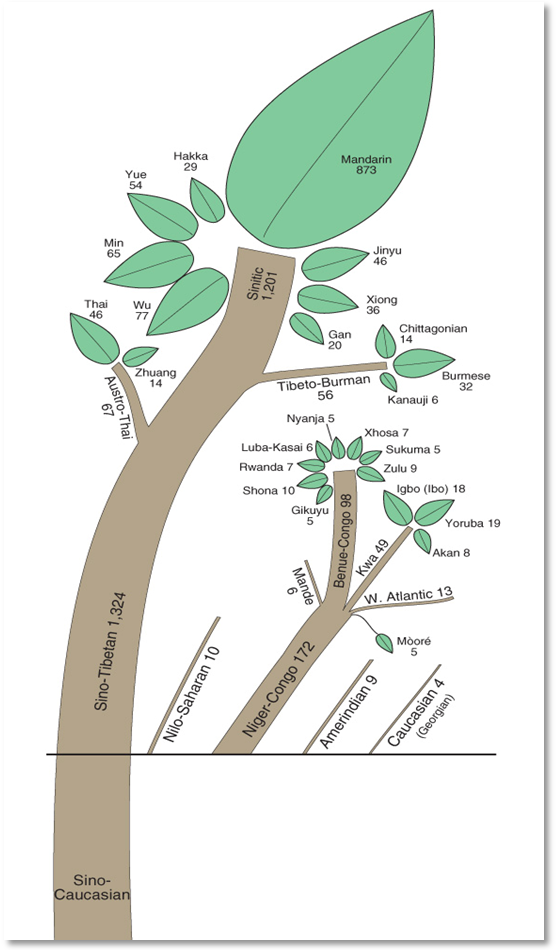 Mandarin
873
Hakka
29
Yue
54
Min
65
Wu
77
Thai
46
Zhuang
14
Jinyu
46
Xiong
36
Gan
20
Sinitic
1,201
Chittagonian
14
Burmese
32
Kanauji 6
Tibeto-Burman
56
Austro-Thai
67
Nyanja 5
Xhosa 7
Luba-Kasai 6
Sukuma 5
Rwanda 7
Zulu 9
Shona 10
Gikuyu
5
Igbo (Ibo) 18
Yoruba 19
Akan 8
Benue-Congo 98
Kwa 49
Mande
6
W. Atlantic 13
Mòoré
5
Sino-Tibetan 1,324
Nilo-Saharan 10
Niger-Congo 172
Amerindian 9
Caucasian 4
(Georgian)
Sino-
Caucasian